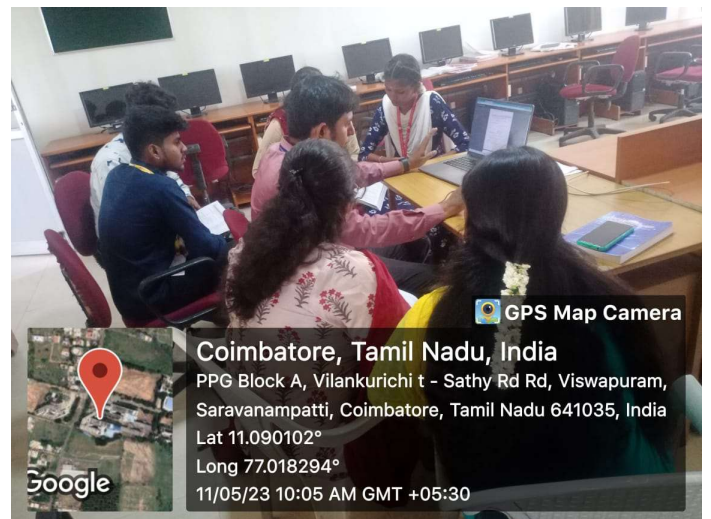 GPS Map Camera
Coimbatore, Tamil Nadu, India
PPG Block A, Vilankurichi t - Sathy Rd Rd, Viswapuram,
Saravanampatti, Coimbatore, Tamil Nadu 641035, India
Lat 11.090102°
Long 77.018294°
11/05/23 10:05 AM GMT +05:30
Google